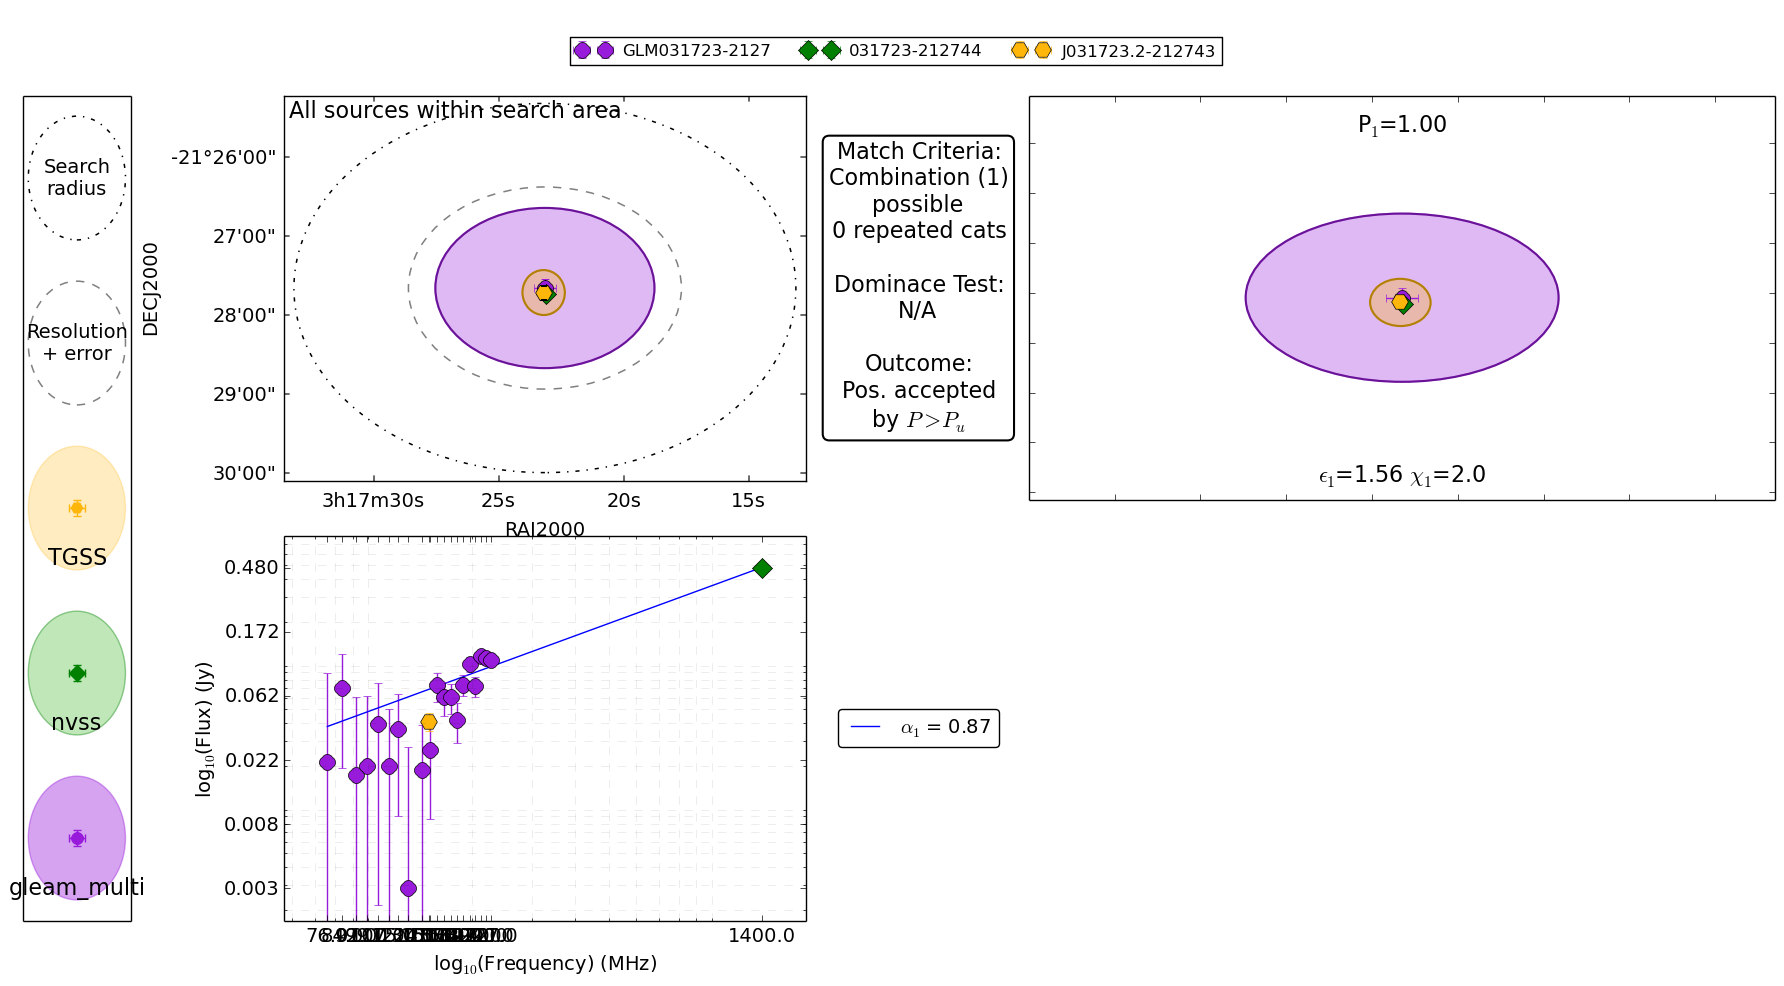 GLM031723-2127 031723-212744 J031723.2-212743
Search
radius
Resolution
+ error
TGSS
nvss
gleam_multi
All sources within search area
DECJ2000
-21°26'00"
27'00"
28'00"
29'00"
30'00"
3h17m30s 25s 20s 15s
RAJ2000
Match Criteria:
Combination (1)
possible
0 repeated cats
Dominace Test:
N/A
Outcome:
Pos. accepted
by P>Pᵤ
P₁=1.00
ϵ₁=1.56 χ₁=2.0
log₁₀(Flux) (Jy)
0.480
0.172
0.062
0.022
0.008
0.003
1400.0
log₁₀(Frequency) (MHz)
α₁ = 0.87